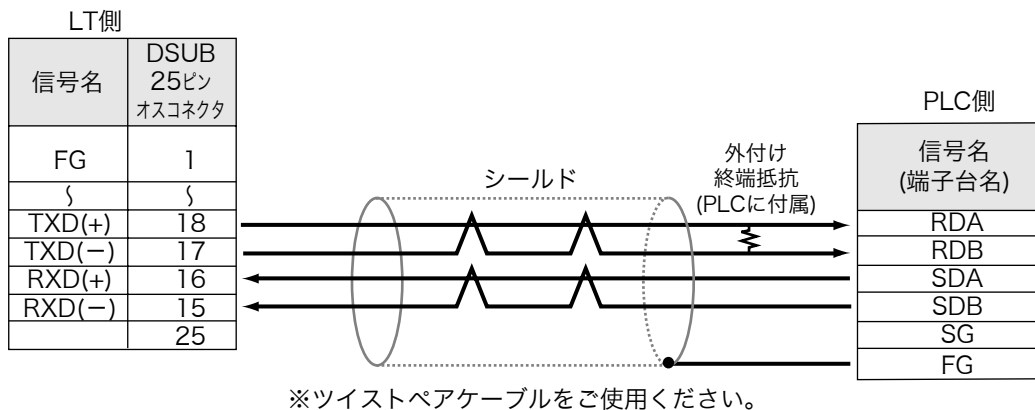 LT側
信号名 DSUB 25ピン オスコネクタ
FG 1
〜 〜
TXD(+) 18
TXD(−) 17
RXD(+) 16
RXD(−) 15
25
シールド
外付け
終端抵抗
(PLCに付属)
PLC側
信号名
(端子台名)
RDA
RDB
SDA
SDB
SG
FG
※ツイストペアケーブルをご使用ください。